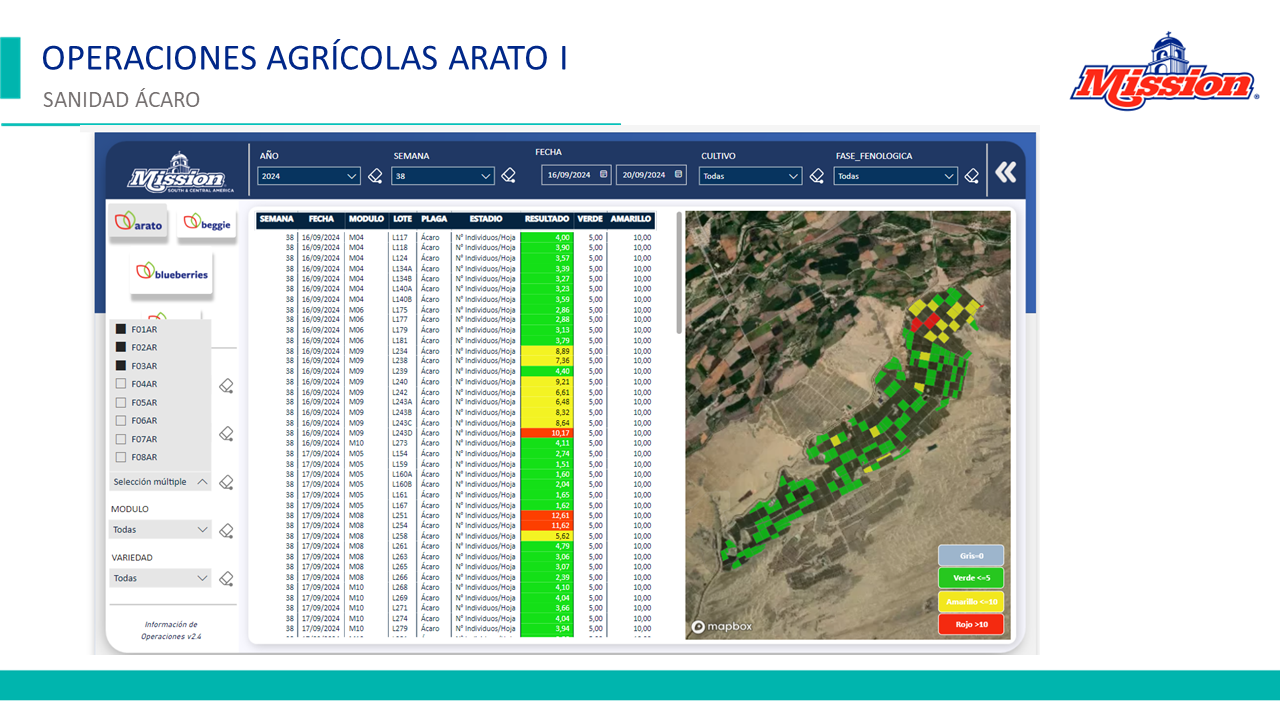 OPERACIONES AGRÍCOLAS ARATO I
SANIDAD ÁCARO
Mission®
Mission
SOUTH & CENTRAL AMERICA
AÑO
2024
SEMANA
38
FECHA
16/09/2024
20/09/2024
CULTIVO
Todas
FASE_FENOLOGICA
Todas
arato
beggie
blueberries
F01AR
F02AR
F03AR
F04AR
F05AR
F06AR
F07AR
F08AR
Selección múltiple
MODULO
Todas
VARIEDAD
Todas
Información de
Operaciones v2.4
SEMANA FECHA MODULO LOTE PLAGA ESTADIO RESULTADO VERDE AMARILLO
38 16/09/2024 M04 L117 Ácaro N° Individuos/Hoja 4,00 5,00 10,00
38 16/09/2024 M04 L118 Ácaro N° Individuos/Hoja 3,90 5,00 10,00
38 16/09/2024 M04 L124 Ácaro N° Individuos/Hoja 3,57 5,00 10,00
38 16/09/2024 M04 L134A Ácaro N° Individuos/Hoja 3,39 5,00 10,00
38 16/09/2024 M04 L134B Ácaro N° Individuos/Hoja 3,27 5,00 10,00
38 16/09/2024 M04 L140A Ácaro N° Individuos/Hoja 3,23 5,00 10,00
38 16/09/2024 M04 L140B Ácaro N° Individuos/Hoja 3,59 5,00 10,00
38 16/09/2024 M06 L175 Ácaro N° Individuos/Hoja 2,86 5,00 10,00
38 16/09/2024 M06 L177 Ácaro N° Individuos/Hoja 2,88 5,00 10,00
38 16/09/2024 M06 L179 Ácaro N° Individuos/Hoja 3,13 5,00 10,00
38 16/09/2024 M06 L181 Ácaro N° Individuos/Hoja 3,79 5,00 10,00
38 16/09/2024 M09 L234 Ácaro N° Individuos/Hoja 8,89 5,00 10,00
38 16/09/2024 M09 L238 Ácaro N° Individuos/Hoja 7,36 5,00 10,00
38 16/09/2024 M09 L239 Ácaro N° Individuos/Hoja 4,40 5,00 10,00
38 16/09/2024 M09 L240 Ácaro N° Individuos/Hoja 9,21 5,00 10,00
38 16/09/2024 M09 L242 Ácaro N° Individuos/Hoja 6,61 5,00 10,00
38 16/09/2024 M09 L243A Ácaro N° Individuos/Hoja 6,48 5,00 10,00
38 16/09/2024 M09 L243B Ácaro N° Individuos/Hoja 8,32 5,00 10,00
38 16/09/2024 M09 L243C Ácaro N° Individuos/Hoja 8,64 5,00 10,00
38 16/09/2024 M09 L243D Ácaro N° Individuos/Hoja 10,17 5,00 10,00
38 16/09/2024 M10 L273 Ácaro N° Individuos/Hoja 4,11 5,00 10,00
38 17/09/2024 M05 L154 Ácaro N° Individuos/Hoja 2,74 5,00 10,00
38 17/09/2024 M05 L159 Ácaro N° Individuos/Hoja 1,51 5,00 10,00
38 17/09/2024 M05 L160A Ácaro N° Individuos/Hoja 1,60 5,00 10,00
38 17/09/2024 M05 L160B Ácaro N° Individuos/Hoja 2,04 5,00 10,00
38 17/09/2024 M05 L161 Ácaro N° Individuos/Hoja 1,65 5,00 10,00
38 17/09/2024 M05 L167 Ácaro N° Individuos/Hoja 1,62 5,00 10,00
38 17/09/2024 M08 L251 Ácaro N° Individuos/Hoja 12,61 5,00 10,00
38 17/09/2024 M08 L254 Ácaro N° Individuos/Hoja 11,62 5,00 10,00
38 17/09/2024 M08 L258 Ácaro N° Individuos/Hoja 5,62 5,00 10,00
38 17/09/2024 M08 L261 Ácaro N° Individuos/Hoja 4,79 5,00 10,00
38 17/09/2024 M08 L263 Ácaro N° Individuos/Hoja 3,06 5,00 10,00
38 17/09/2024 M08 L265 Ácaro N° Individuos/Hoja 3,07 5,00 10,00
38 17/09/2024 M08 L266 Ácaro N° Individuos/Hoja 2,39 5,00 10,00
38 17/09/2024 M10 L268 Ácaro N° Individuos/Hoja 4,10 5,00 10,00
38 17/09/2024 M10 L269 Ácaro N° Individuos/Hoja 4,04 5,00 10,00
38 17/09/2024 M10 L271 Ácaro N° Individuos/Hoja 3,66 5,00 10,00
38 17/09/2024 M10 L274 Ácaro N° Individuos/Hoja 4,04 5,00 10,00
38 17/09/2024 M10 L279 Ácaro N° Individuos/Hoja 3,94 5,00 10,00
Gris=0
Verde <=5
Amarillo <=10
Rojo >10
mapbox